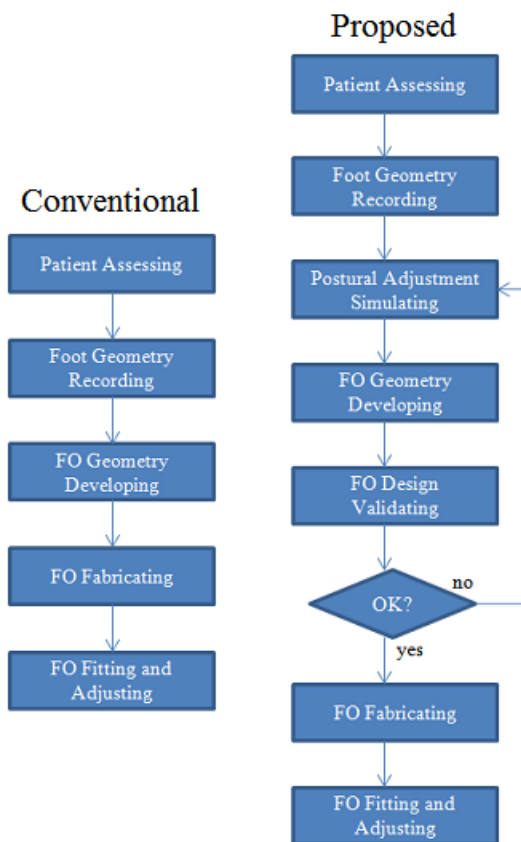 Conventional
Patient Assessing
Foot Geometry
Recording
FO Geometry
Developing
FO Fabricating
FO Fitting and
Adjusting
Proposed
Patient Assessing
Foot Geometry
Recording
Postural Adjustment
Simulating
FO Geometry
Developing
FO Design
Validating
OK?
no
yes
FO Fabricating
FO Fitting and
Adjusting